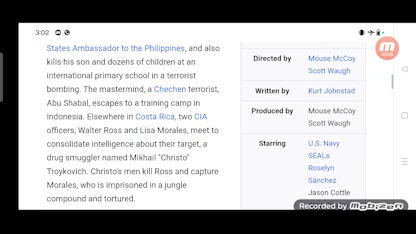 3:02
States Ambassador to the Philippines, and also
kills his son and dozens of children at an
international primary school in a terrorist
bombing. The mastermind, a Chechen terrorist,
Abu Shabal, escapes to a training camp in
Indonesia. Elsewhere in Costa Rica, two CIA
officers, Walter Ross and Lisa Morales, meet to
consolidate intelligence about their target, a
drug smuggler named Mikhail "Christo"
Troykovich. Christo's men kill Ross and capture
Morales, who is imprisoned in a jungle
compound and tortured.
Directed by
Mouse McCoy
Scott Waugh
Written by
Kurt Johnstad
Produced by
Mouse McCoy
Scott Waugh
Starring
U.S. Navy
SEALs
Roselyn
Sánchez
Jason Cottle
Recorded by Mobizen